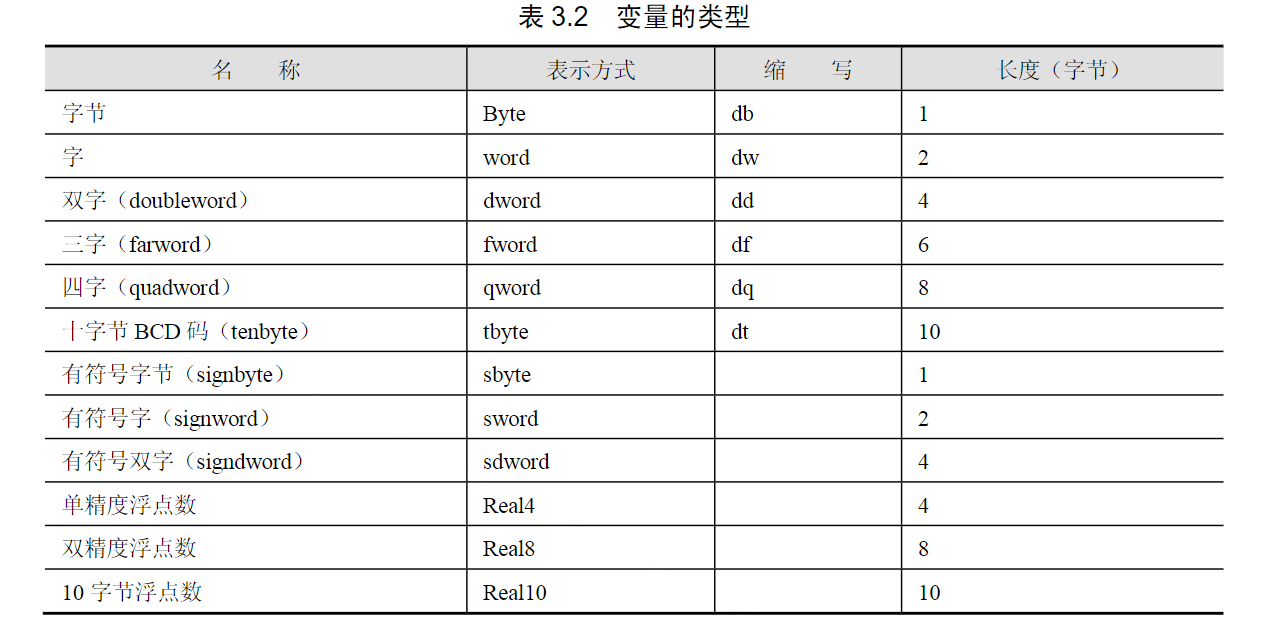 表 3.2 变量的类型
名 称 表示方式 缩 写 长度（字节）
字节 Byte db 1
字 word dw 2
双字（doubleword） dword dd 4
三字（farword） fword df 6
四字（quadword） qword dq 8
十字节 BCD 码（tenbyte） tbyte dt 10
有符号字节（signbyte） sbyte 1
有符号字（signword） sword 2
有符号双字（signdword） sdword 4
单精度浮点数 Real4 4
双精度浮点数 Real8 8
10 字节浮点数 Real10 10